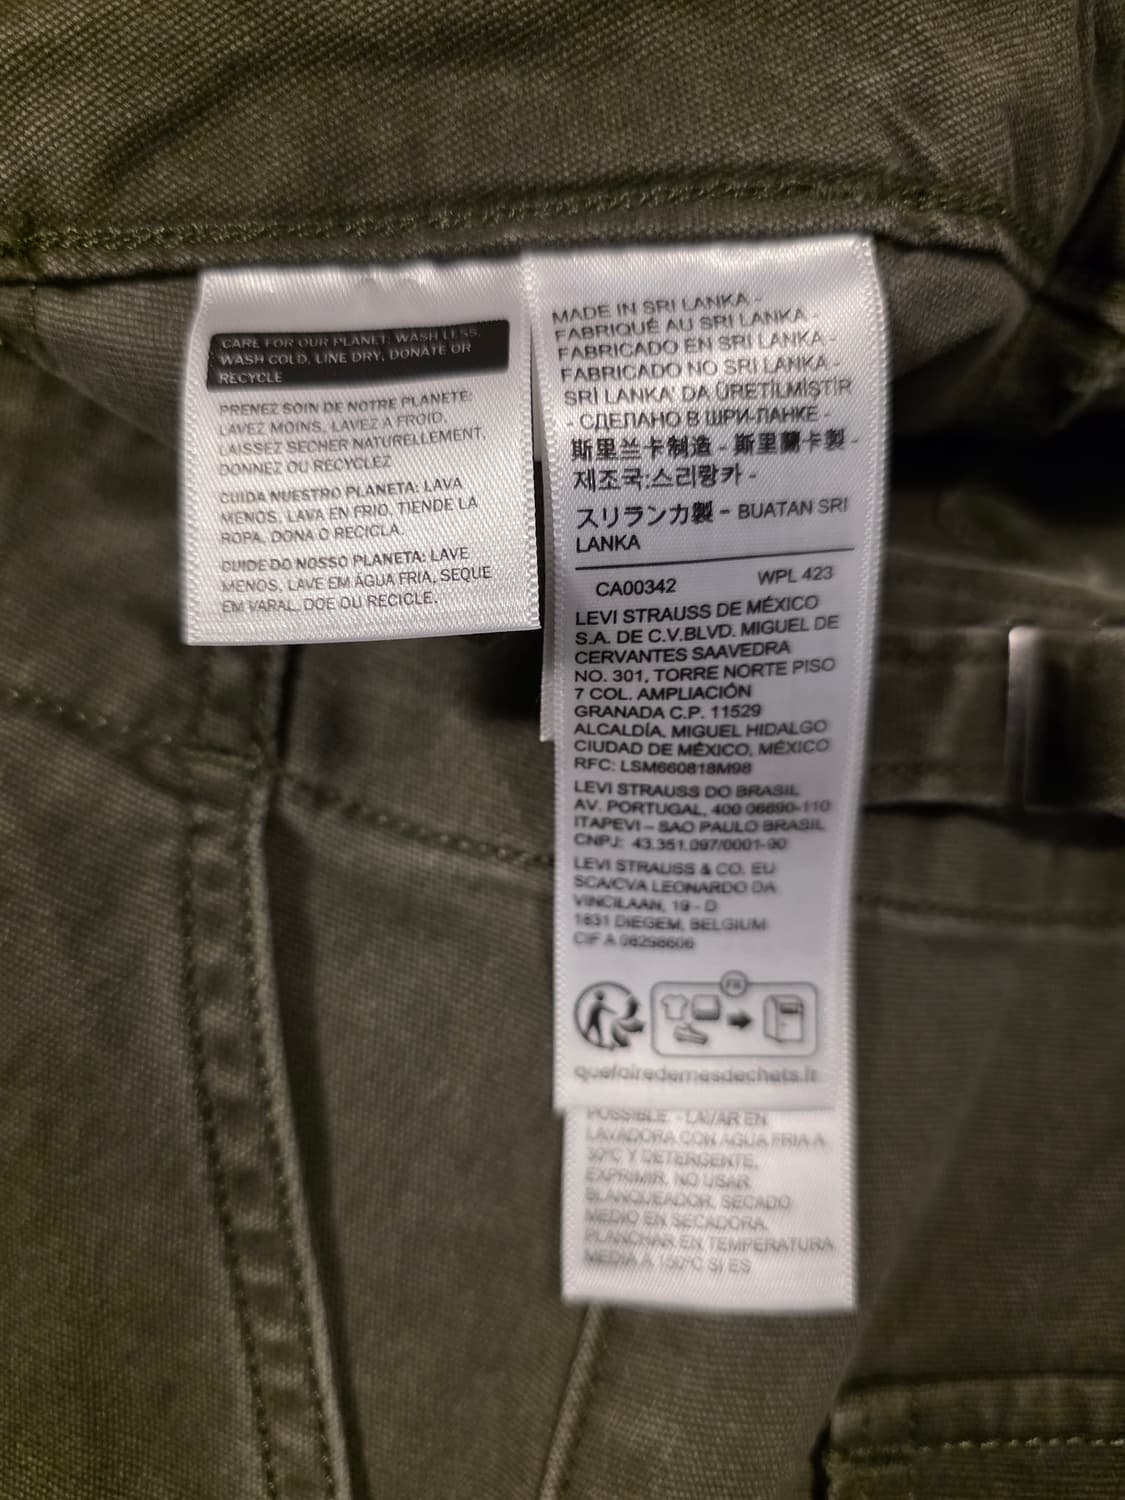 CARE FOR OUR PLANET: WASH LESS,
WASH COLD, LINE DRY, DONATE OR
RECYCLE
PRENEZ SOIN DE NOTRE PLANETE:
LAVEZ MOINS, LAVEZ A FROID,
LAISSEZ SECHER NATURELLEMENT,
DONNEZ OU RECYCLEZ
CUIDA NUESTRO PLANETA: LAVA
MENOS, LAVA EN FRIO, TIENDE LA
ROPA, DONA O RECICLA.
CUIDE DO NOSSO PLANETA: LAVE
MENOS, LAVE EM ÁGUA FRIA, SEQUE
EM VARAL, DOE OU RECICLE.
MADE IN SRI LANKA -
FABRIQUÉ AU SRI LANKA -
FABRICADO EN SRI LANKA -
FABRICADO NO SRI LANKA -
SRİ LANKA' DA ÜRETİLMİŞTİR
- СДЕЛАНО В ШРИ-ЛАНКЕ -
斯里兰卡制造 - 斯里蘭卡製 -
제조국:스리랑카 -
スリランカ製 - BUATAN SRI
LANKA
CA00342 WPL 423
LEVI STRAUSS DE MÉXICO
S.A. DE C.V.BLVD. MIGUEL DE
CERVANTES SAAVEDRA
NO. 301, TORRE NORTE PISO
7 COL. AMPLIACIÓN
GRANADA C.P. 11529
ALCALDÍA, MIGUEL HIDALGO
CIUDAD DE MÉXICO, MÉXICO
RFC: LSM660818M98
LEVI STRAUSS DO BRASIL
AV. PORTUGAL, 400 06690-110
ITAPEVI – SAO PAULO BRASIL
CNPJ: 43.351.097/0001-90
LEVI STRAUSS & CO. EU
SCA/CVA LEONARDO DA
VINCILAAN, 19 - D
1831 DIEGEM, BELGIUM
CIF A 08298606
FR
quefairedemesdechets.fr
POSSIBLE. - LAVAR EN
LAVADORA CON AGUA FRIA A
30°C Y DETERGENTE,
EXPRIMIR, NO USAR
BLANQUEADOR, SECADO
MEDIO EN SECADORA,
PLANCHAR EN TEMPERATURA
MEDIA A 150°C SI ES